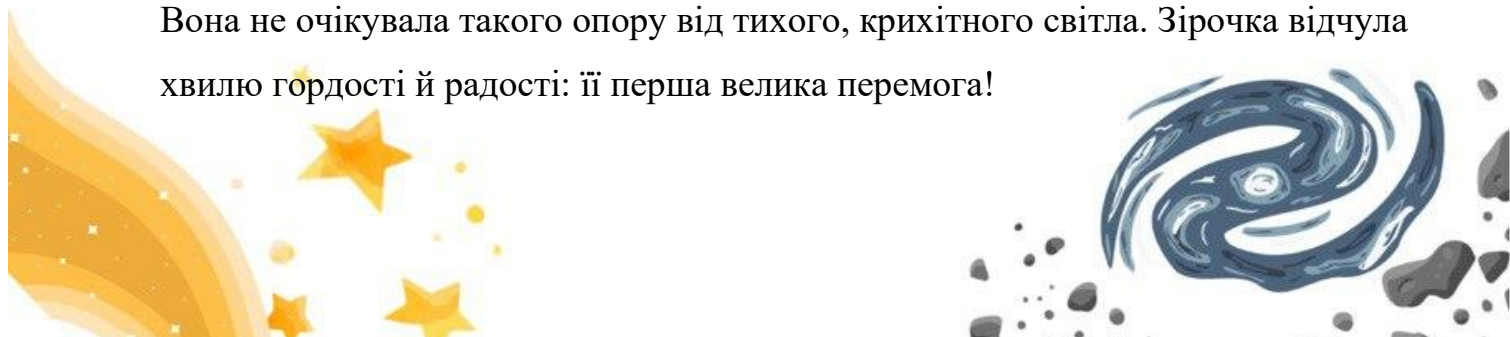 Вона не очікувала такого опору від тихого, крихітного світла. Зірочка відчула
хвилю гордості й радості: її перша велика перемога!